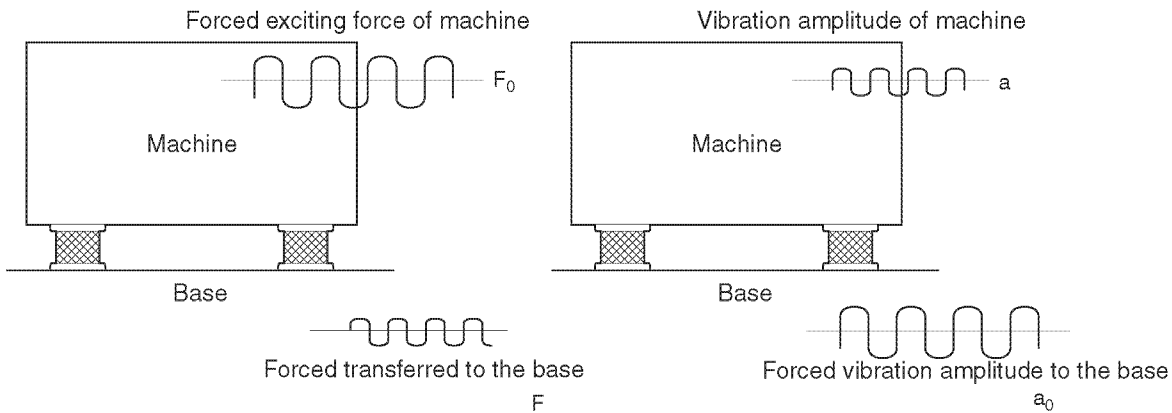 Forced exciting force of machine
F₀
Machine
Base
Forced transferred to the base
F
Vibration amplitude of machine
a
Machine
Base
Forced vibration amplitude to the base
a₀